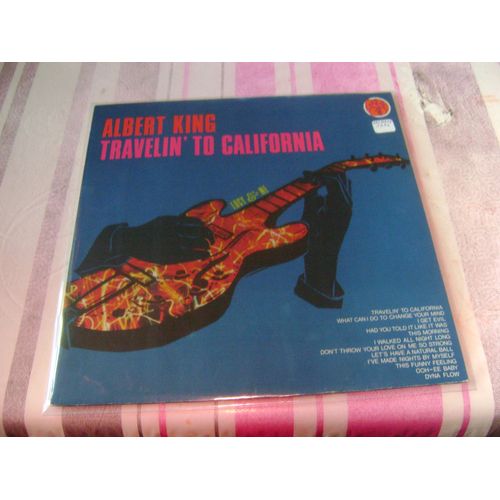 ALBERT KING
TRAVELIN' TO CALIFORNIA
LUCY
TRAVELIN' TO CALIFORNIA
WHAT CAN I DO TO CHANGE YOUR MIND
I GET EVIL
HAD YOU TOLD IT LIKE IT WAS
THIS MORNING
I WALKED ALL NIGHT LONG
DON'T THROW YOUR LOVE ON ME SO STRONG
LET'S HAVE A NATURAL BALL
I'VE MADE NIGHTS BY MYSELF
THIS FUNNY FEELING
OOH-EE BABY
DYNA FLOW